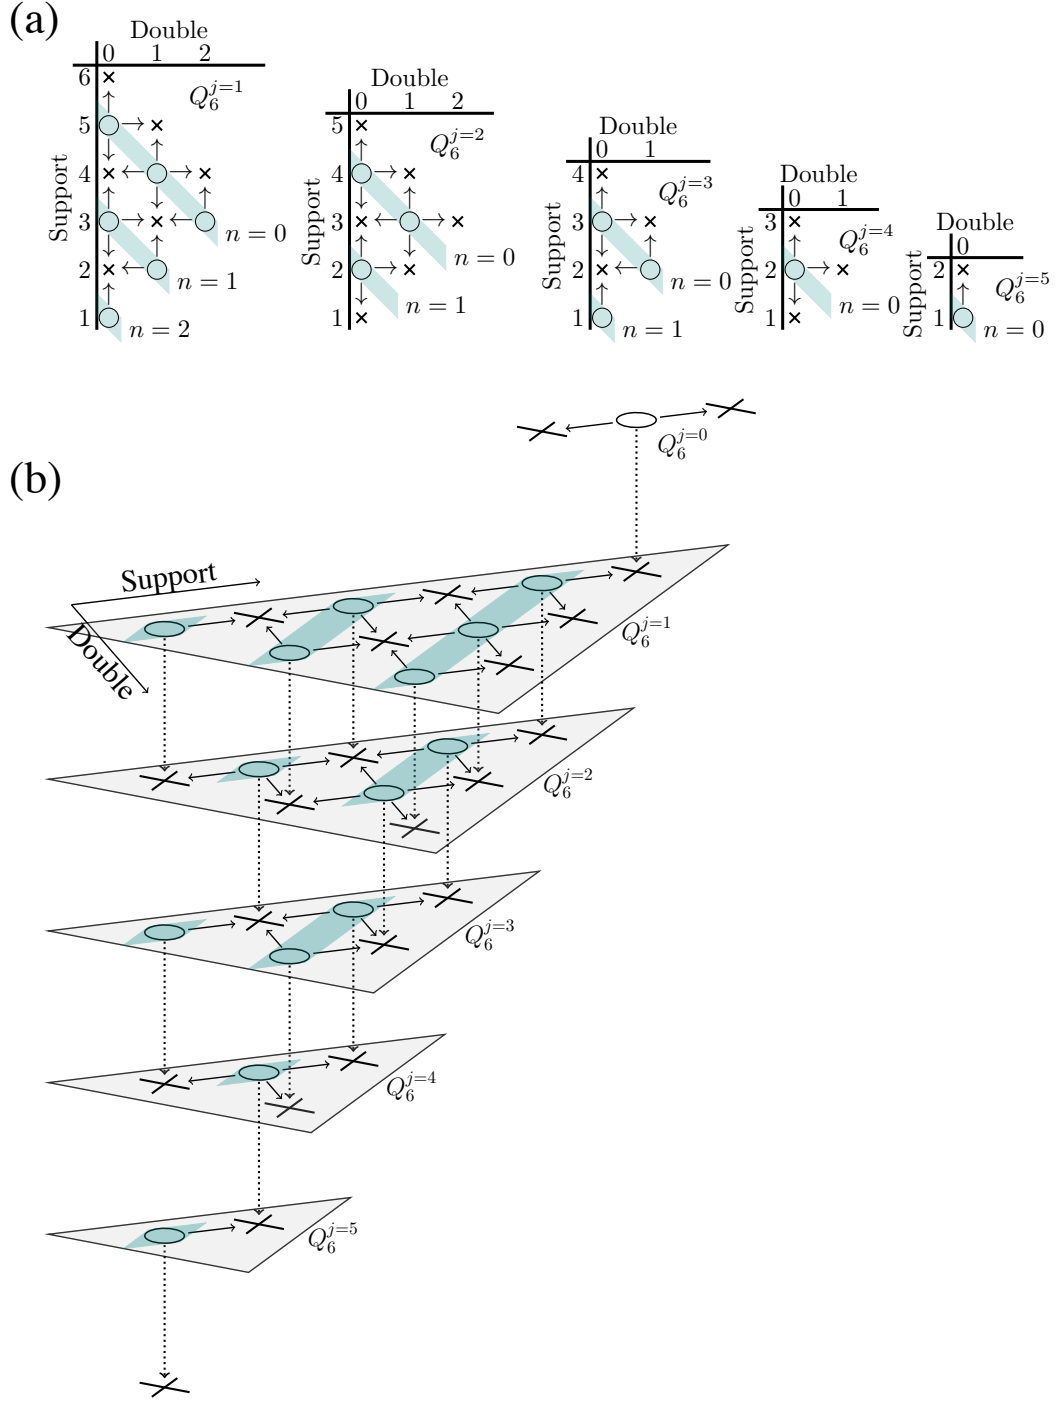 (a)
Double
0 1 2
Support
6
5
4
3
2
1
Q_6^{j=1}
n = 0
n = 1
n = 2
Double
0 1 2
Support
5
4
3
2
1
Q_6^{j=2}
n = 0
n = 1
Double
0 1
Support
4
3
2
1
Q_6^{j=3}
n = 0
n = 1
Double
0 1
Support
3
2
1
Q_6^{j=4}
n = 0
Double
0
Support
2
1
Q_6^{j=5}
n = 0
(b)
Q_6^{j=0}
Support
Double
Q_6^{j=1}
Q_6^{j=2}
Q_6^{j=3}
Q_6^{j=4}
Q_6^{j=5}